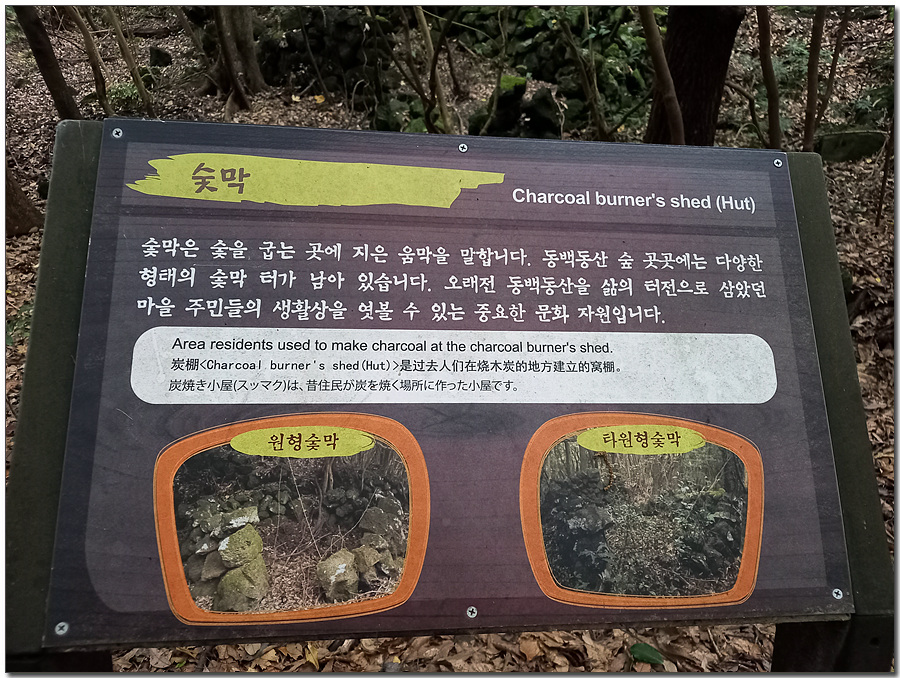 숯막
Charcoal burner's shed (Hut)
숯막은 숯을 굽는 곳에 지은 움막을 말합니다. 동백동산 숲 곳곳에는 다양한
형태의 숯막 터가 남아 있습니다. 오래전 동백동산을 삶의 터전으로 삼았던
마을 주민들의 생활상을 엿볼 수 있는 중요한 문화 자원입니다.
Area residents used to make charcoal at the charcoal burner's shed.
炭棚<Charcoal burner's shed(Hut)>是过去人们在烧木炭的地方建立的窝棚。
炭焼き小屋(スッマク)は、昔住民が炭を焼く場所に作った小屋です。
원형숯막
타원형숯막